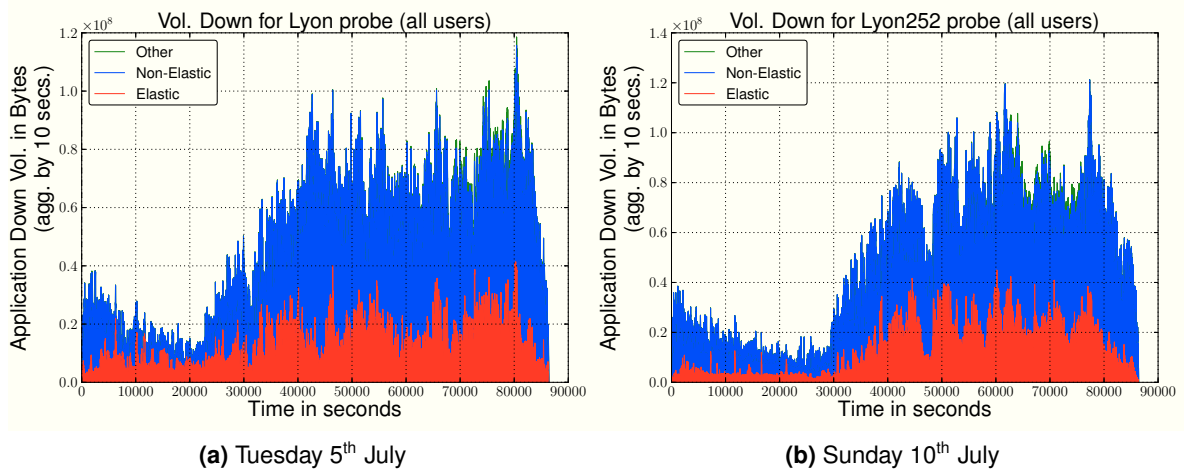 Vol. Down for Lyon probe (all users)
×10⁸
1.2
1.0
0.8
0.6
0.4
0.2
0.0
Application Down Vol. in Bytes
(agg. by 10 secs.)
Other
Non-Elastic
Elastic
0 10000 20000 30000 40000 50000 60000 70000 80000 90000
Time in seconds
(a) Tuesday 5th July
Vol. Down for Lyon252 probe (all users)
×10⁸
1.4
1.2
1.0
0.8
0.6
0.4
0.2
0.0
Application Down Vol. in Bytes
(agg. by 10 secs.)
Other
Non-Elastic
Elastic
0 10000 20000 30000 40000 50000 60000 70000 80000 90000
Time in seconds
(b) Sunday 10th July